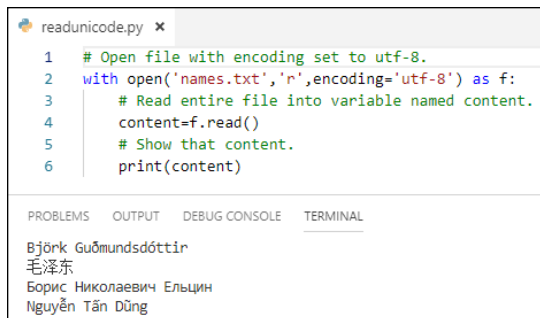 readunicode.py ×
1 # Open file with encoding set to utf-8.
2 with open('names.txt','r',encoding='utf-8') as f:
3 # Read entire file into variable named content.
4 content=f.read()
5 # Show that content.
6 print(content)
PROBLEMS OUTPUT DEBUG CONSOLE TERMINAL
Björk Guðmundsdóttir
毛泽东
Борис Николаевич Ельцин
Nguyễn Tấn Dũng